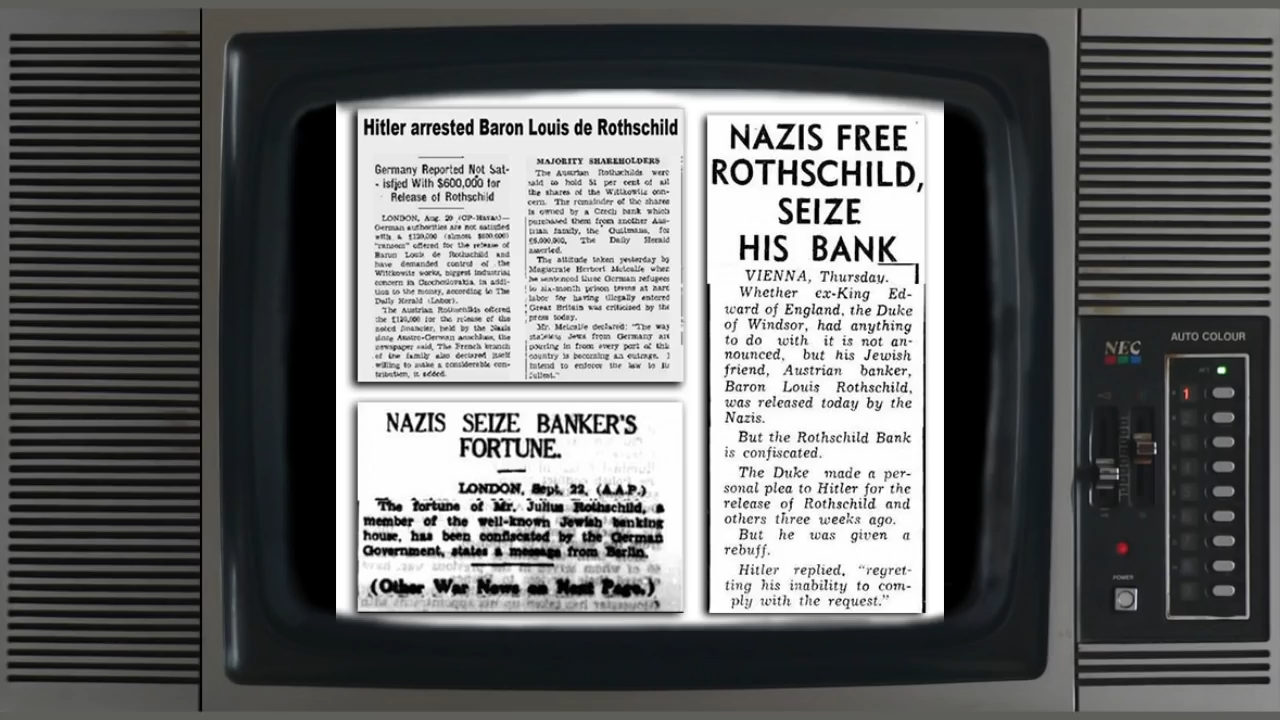 Hitler arrested Baron Louis de Rothschild
Germany Reported Not Sat-
isfied With $600,000 for
Release of Rothschild
LONDON, Aug. 20 (CP-Havas)—
German authorities are not satisfied
with a £120,000 (almost $600,000)
"ransom" offered for the release of
Baron Louis de Rothschild and
have demanded control of the
Wittkowitz works, biggest industrial
concern in Czechoslovakia, in addi-
tion to the money, according to The
Daily Herald (Labor).
The Austrian Rothschilds offered
the £120,000 for the release of the
noted financier, held by the Nazis
since Austro-German anschluss, the
newspaper said. The French branch
of the family also declared itself
willing to make a considerable con-
tribution, it added.
MAJORITY SHAREHOLDERS
The Austrian Rothschilds were
said to hold 51 per cent of all
the shares of the Wittkowitz con-
cern. The remainder of the shares
is owned by a Czech bank which
purchased them from another Aus-
trian family, the Gutmans, for
£6,000,000, The Daily Herald
asserted.
The attitude taken yesterday by
Magistrate Herbert Metcalfe when
he sentenced three German refugees
to six-month prison terms at hard
labor for having illegally entered
Great Britain was criticized by the
press today.
Mr. Metcalfe declared: "The way
stateless Jews from Germany are
pouring in from every port of this
country is becoming an outrage. I
intend to enforce the law to its
fullest."
NAZIS SEIZE BANKER'S
FORTUNE.
LONDON, Sept. 22, (A.A.P.)
The fortune of Mr. Julius Rothschild, a
member of the well-known Jewish banking
house, has been confiscated by the German
Government, states a message from Berlin.
(Other War News on Next Page.)
NAZIS FREE
ROTHSCHILD,
SEIZE
HIS BANK
VIENNA, Thursday.
Whether ex-King Ed-
ward of England, the Duke
of Windsor, had anything
to do with it is not an-
nounced, but his Jewish
friend, Austrian banker,
Baron Louis Rothschild,
was released today by the
Nazis.
But the Rothschild Bank
is confiscated.
The Duke made a per-
sonal plea to Hitler for the
release of Rothschild and
others three weeks ago.
But he was given a
rebuff.
Hitler replied, "regret-
ting his inability to com-
ply with the request."
NEC
AUTO COLOUR
AFT
1
POWER